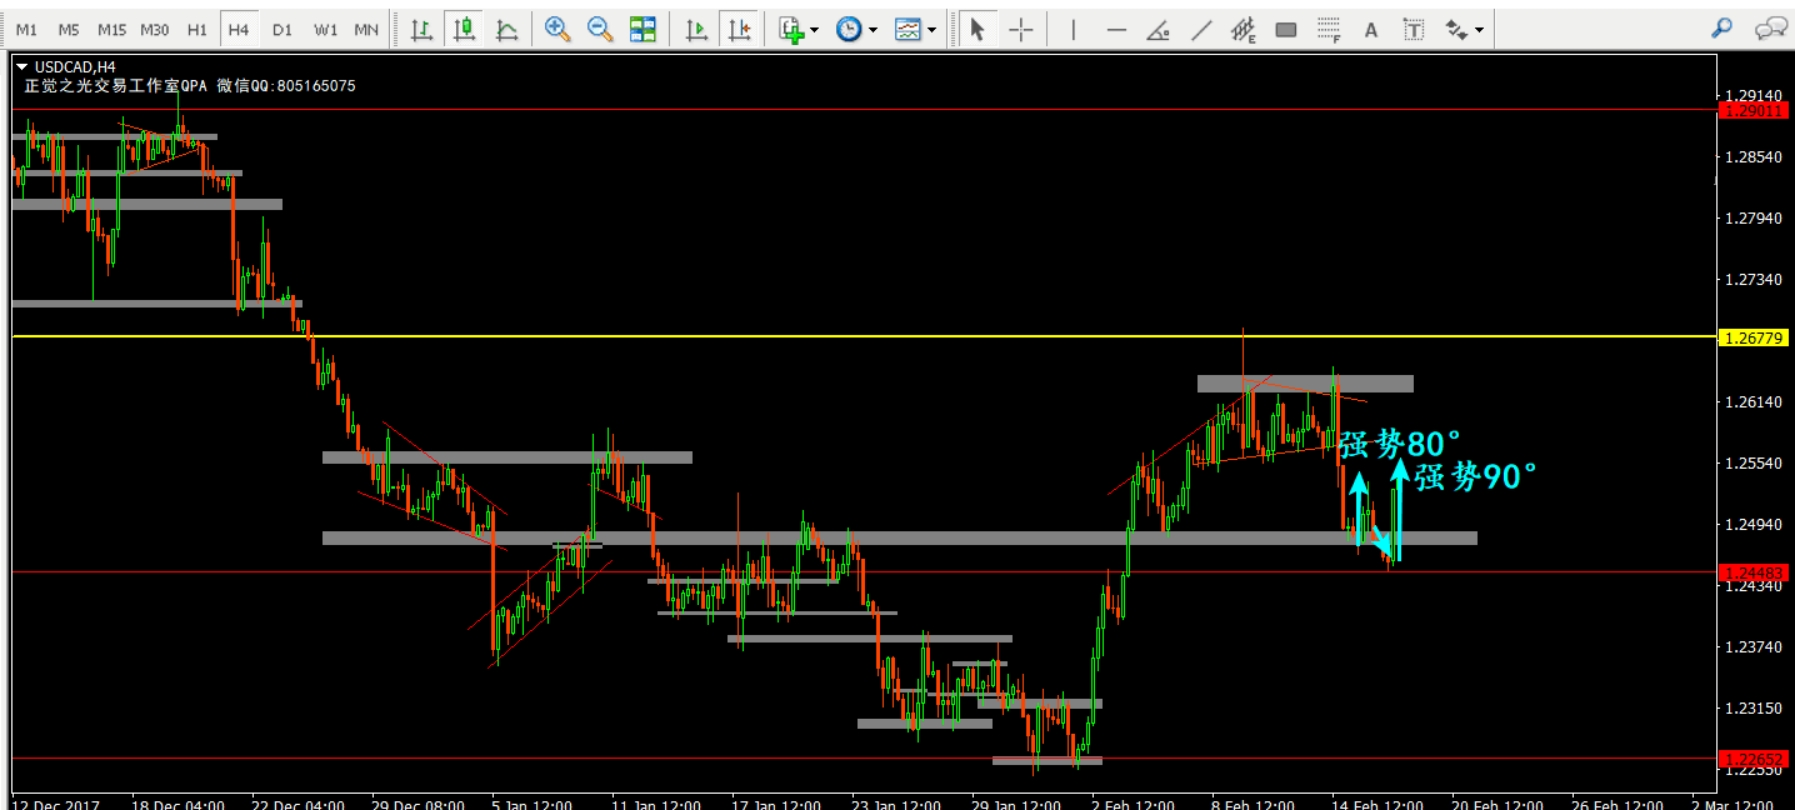 M1 M5 M15 M30 H1 H4 D1 W1 MN E F A T
USDCAD,H4
正觉之光交易工作室QPA 微信QQ:805165075
1.29140
1.29011
1.28540
1.27940
1.27340
1.26779
1.26140
强势80°
1.25540
强势90°
1.24940
1.24483
1.24340
1.23740
1.23150
1.22652
1.22550
12 Dec 2017 18 Dec 04:00 22 Dec 04:00 29 Dec 08:00 5 Jan 12:00 11 Jan 12:00 17 Jan 12:00 23 Jan 12:00 29 Jan 12:00 2 Feb 12:00 8 Feb 12:00 14 Feb 12:00 20 Feb 12:00 26 Feb 12:00 2 Mar 12:00